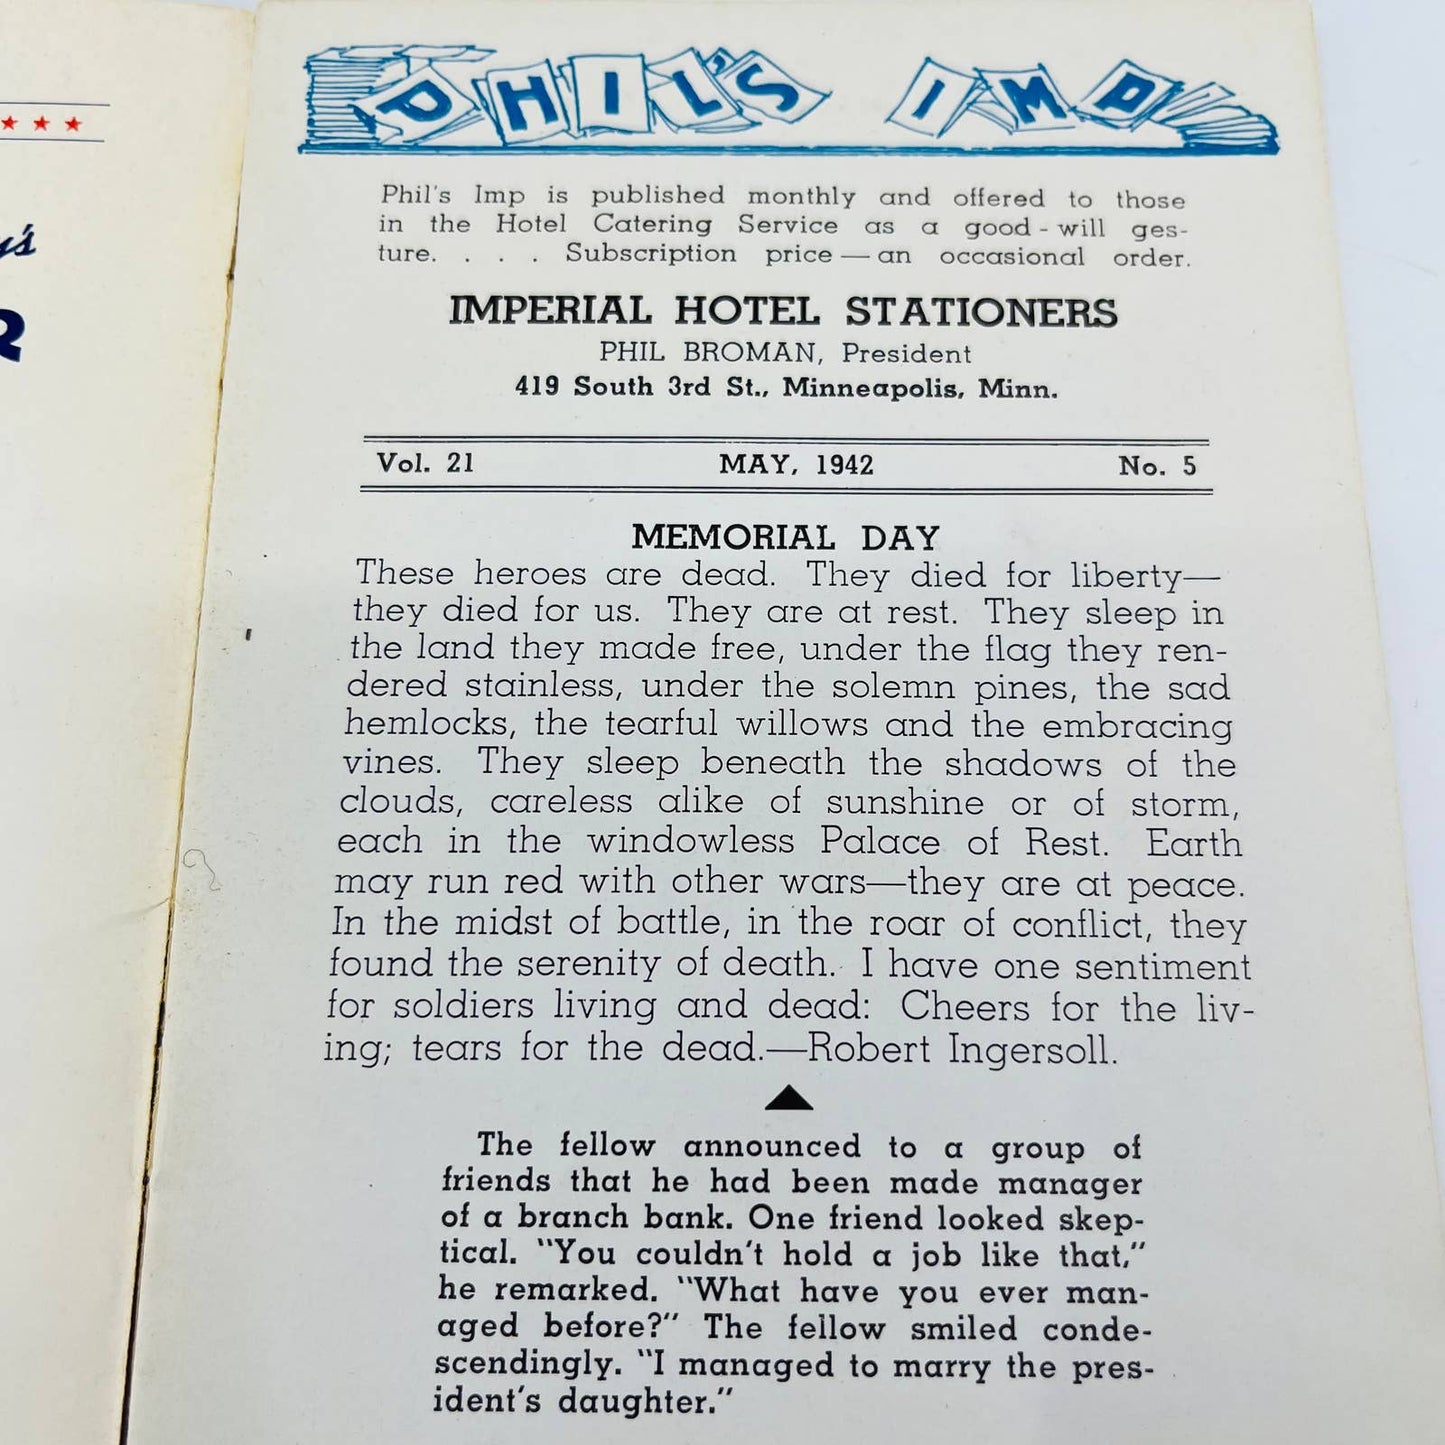 y's
R
PHIL'S IMP
Phil's Imp is published monthly and offered to those
in the Hotel Catering Service as a good-will ges-
ture. . . . Subscription price—an occasional order.
IMPERIAL HOTEL STATIONERS
PHIL BROMAN, President
419 South 3rd St., Minneapolis, Minn.
Vol. 21 MAY, 1942 No. 5
MEMORIAL DAY
These heroes are dead. They died for liberty—
they died for us. They are at rest. They sleep in
the land they made free, under the flag they ren-
dered stainless, under the solemn pines, the sad
hemlocks, the tearful willows and the embracing
vines. They sleep beneath the shadows of the
clouds, careless alike of sunshine or of storm,
each in the windowless Palace of Rest. Earth
may run red with other wars—they are at peace.
In the midst of battle, in the roar of conflict, they
found the serenity of death. I have one sentiment
for soldiers living and dead: Cheers for the liv-
ing; tears for the dead.—Robert Ingersoll.
The fellow announced to a group of
friends that he had been made manager
of a branch bank. One friend looked skep-
tical. "You couldn't hold a job like that,"
he remarked. "What have you ever man-
aged before?" The fellow smiled conde-
scendingly. "I managed to marry the pres-
ident's daughter."